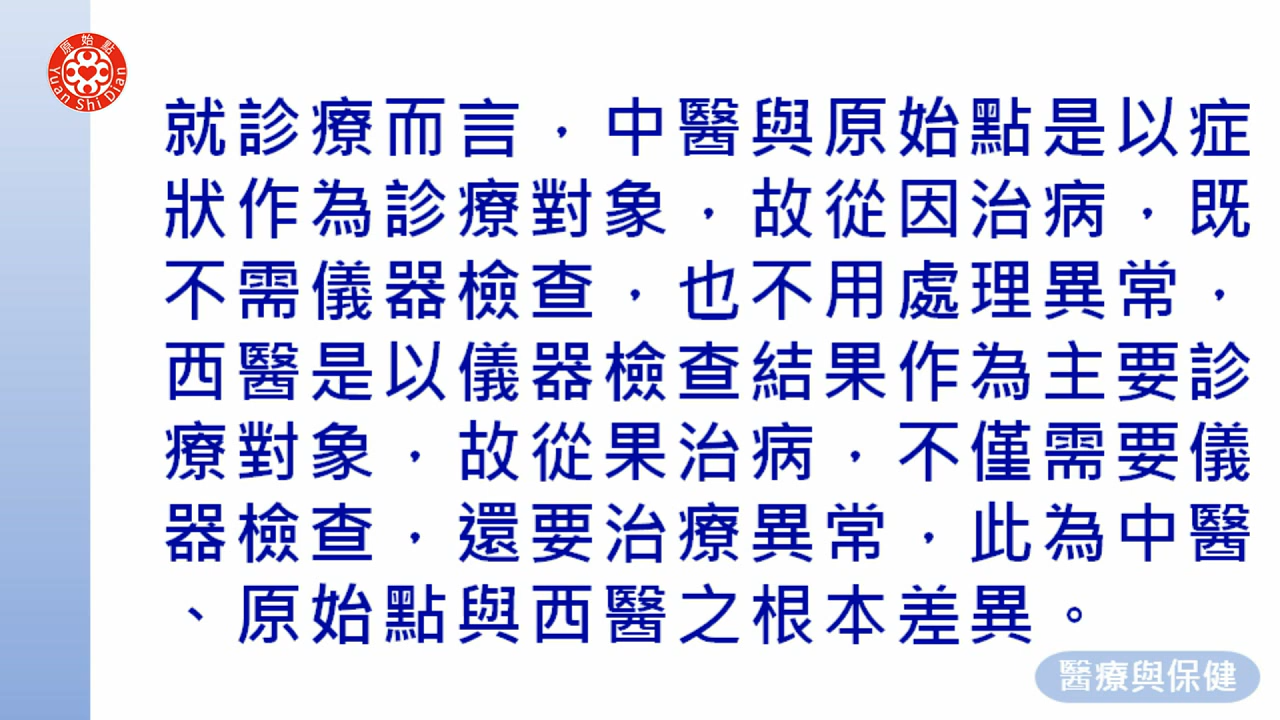 原始點
Yuan Shi Dian
就診療而言，中醫與原始點是以症
狀作為診療對象，故從因治病，既
不需儀器檢查，也不用處理異常，
西醫是以儀器檢查結果作為主要診
療對象，故從果治病，不僅需要儀
器檢查，還要治療異常，此為中醫
、原始點與西醫之根本差異。
醫療與保健